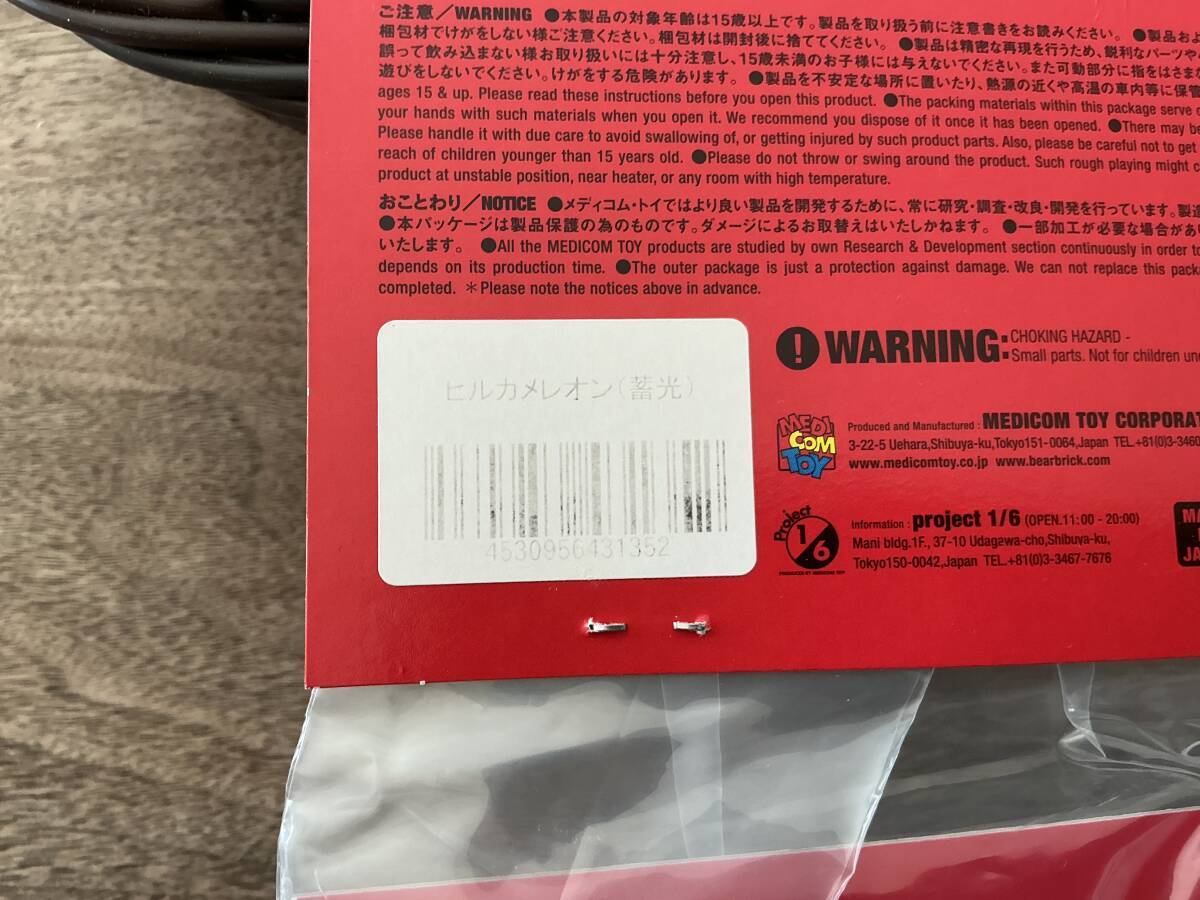 ご注意／WARNING ●本製品の対象年齢は15歳以上です。製品を取り扱う前に注意書きをお読みください。 ●製品およ
梱包材でけがをしない様ご注意ください。梱包材は開封後に捨ててください。 ●製品は精密な再現を行うため、鋭利なパーツや
誤って飲み込まない様お取り扱いには十分注意し、15歳未満のお子様には与えないでください。また可動部分に指をはさま
遊びをしないでください。けがをする危険があります。 ●製品を不安定な場所に置いたり、熱源の近くや高温の車内等に保管
ages 15 & up. Please read these instructions before you open this product. ●The packing materials within this package serve
your hands with such materials when you open it. We recommend you dispose of it once it has been opened. ●There may be
Please handle it with due care to avoid swallowing of, or getting injured by such product parts. Also, please be careful not to get
reach of children younger than 15 years old. ●Please do not throw or swing around the product. Such rough playing might
product at unstable position, near heater, or any room with high temperature.
おことわり／NOTICE ●メディコム・トイではより良い製品を開発するために、常に研究・調査・改良・開発を行っています。製造
●本パッケージは製品保護の為のものです。ダメージによるお取替えはいたしかねます。 ●一部加工が必要な場合があ
いたします。 ●All the MEDICOM TOY products are studied by own Research & Development section continuously in order to
depends on its production time. ●The outer package is just a protection against damage. We can not replace this pack
completed. ＊Please note the notices above in advance.
ヒルカメレオン(蓄光)
4530956431352
! WARNING: CHOKING HAZARD -
Small parts. Not for children und
MEDI COM TOY
Produced and Manufactured : MEDICOM TOY CORPORAT
3-22-5 Uehara,Shibuya-ku,Tokyo151-0064,Japan TEL.+81(0)3-3460
www.medicomtoy.co.jp www.bearbrick.com
Project 1/6
PRODUCED BY MEDICOM TOY
Information : project 1/6 (OPEN.11:00 - 20:00)
Mani bldg.1F., 37-10 Udagawa-cho,Shibuya-ku,
Tokyo150-0042,Japan TEL.+81(0)3-3467-7676